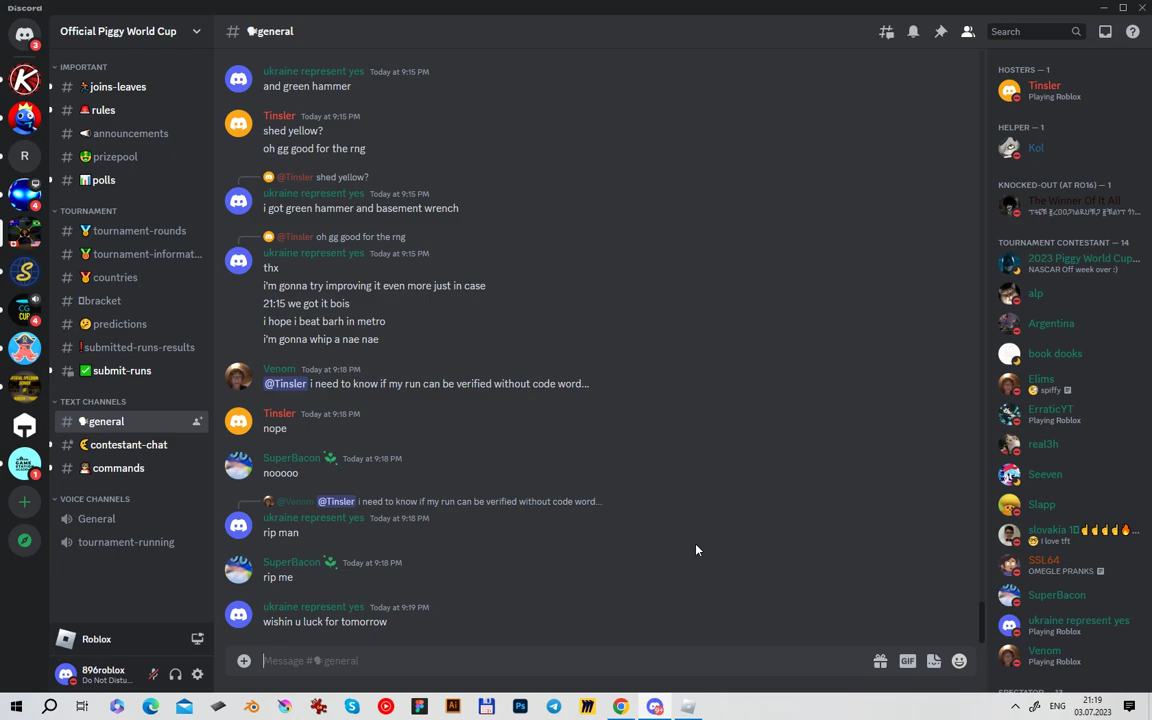 Discord
3
Official Piggy World Cup
general
Search
IMPORTANT
joins-leaves
rules
announcements
prizepool
polls
TOURNAMENT
tournament-rounds
tournament-informat...
countries
bracket
predictions
submitted-runs-results
submit-runs
TEXT CHANNELS
general
contestant-chat
commands
VOICE CHANNELS
General
tournament-running
R
4
CG
CUP
4
1
Roblox
896roblox
Do Not Distu...
ukraine represent yes Today at 9:15 PM
and green hammer
Tinsler Today at 9:15 PM
shed yellow?
oh gg good for the rng
@Tinsler shed yellow?
ukraine represent yes Today at 9:15 PM
i got green hammer and basement wrench
@Tinsler oh gg good for the rng
ukraine represent yes Today at 9:15 PM
thx
i'm gonna try improving it even more just in case
21:15 we got it bois
i hope i beat barh in metro
i'm gonna whip a nae nae
Venom Today at 9:18 PM
@Tinsler i need to know if my run can be verified without code word...
Tinsler Today at 9:18 PM
nope
SuperBacon Today at 9:18 PM
nooooo
@Venom @Tinsler i need to know if my run can be verified without code word...
ukraine represent yes Today at 9:18 PM
rip man
SuperBacon Today at 9:18 PM
rip me
ukraine represent yes Today at 9:19 PM
wishin u luck for tomorrow
Message #general
GIF
HOSTERS — 1
Tinsler
Playing Roblox
HELPER — 1
Kol
KNOCKED-OUT (AT RO16) — 1
The Winner Of It All
TOURNAMENT CONTESTANT — 14
2023 Piggy World Cup...
NASCAR Off week over :)
alp
Argentina
book dooks
Elims
spiffy
ErraticYT
Playing Roblox
real3h
Seeven
Slapp
slovakia 1
I love tft
SSL64
OMEGLE PRANKS
SuperBacon
ukraine represent yes
Playing Roblox
Venom
Playing Roblox
ENG
21:19
03.07.2023